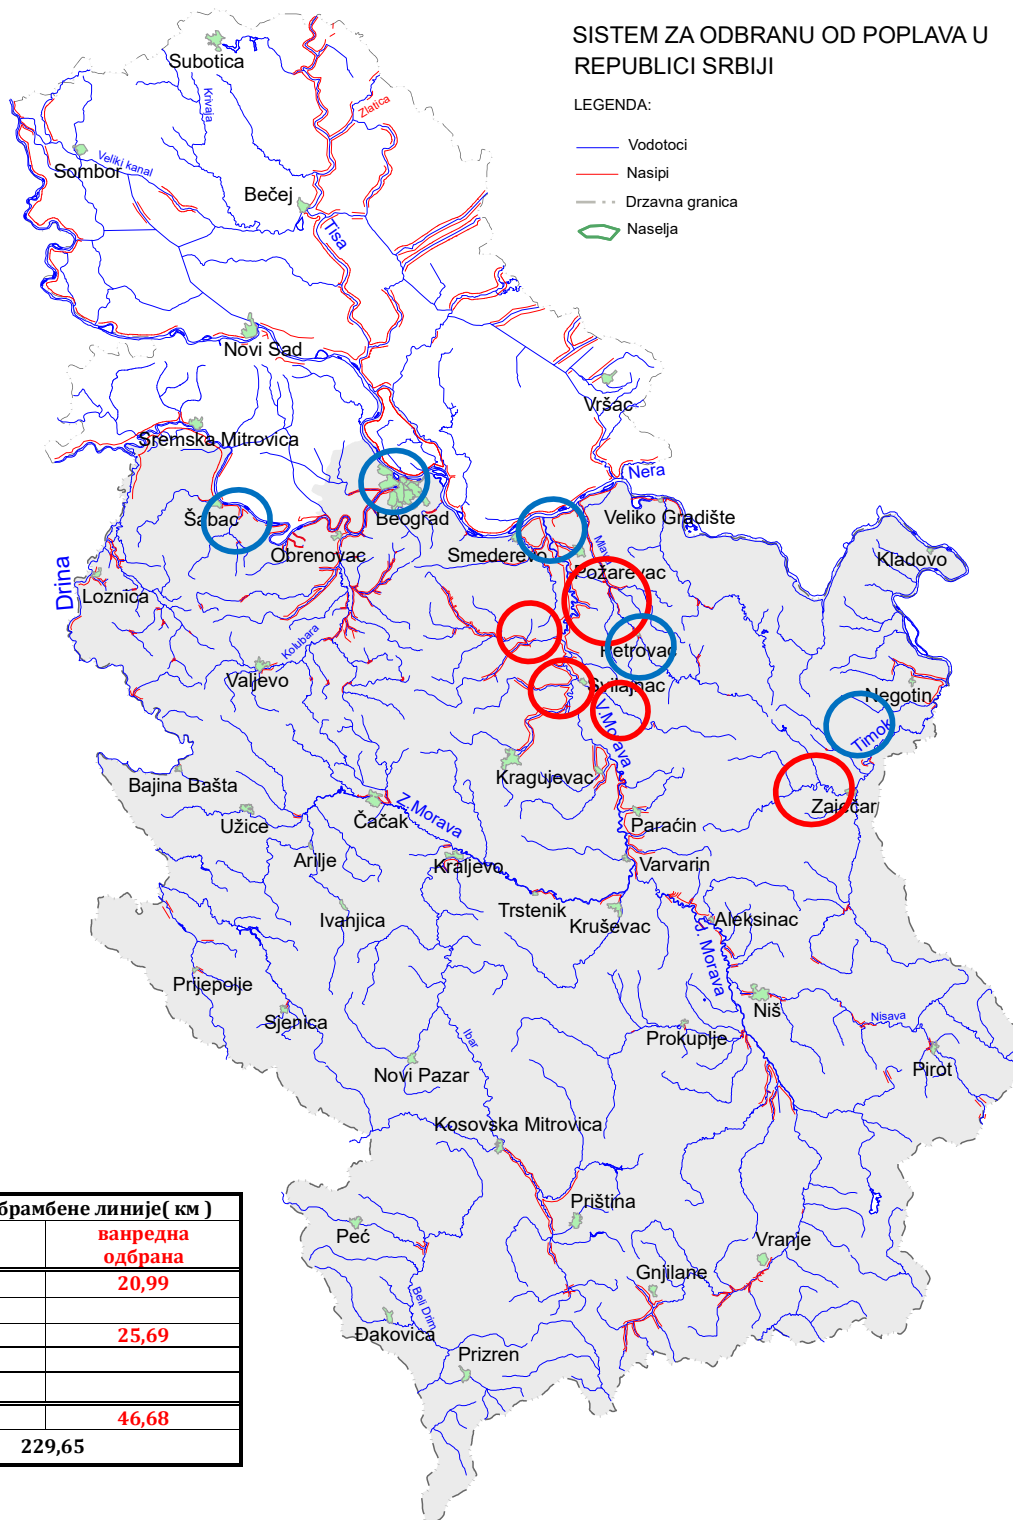 SISTEM ZA ODBRANU OD POPLAVA U
REPUBLICI SRBIJI
LEGENDA:
Vodotoci
Nasipi
Drzavna granica
Naselja
Subotica
Krivaja
Zlatica
Sombor
Veliki kanal
Bečej
Tisa
Novi Sad
Vršac
Sremska Mitrovica
Nera
Šabac
Beograd
Veliko Gradište
Obrenovac
Smederevo
Mlava
Kladovo
Drina
Loznica
Požarevac
Kolubara
Petrovac
Valjevo
Svilajnac
Negotin
V.Morava
Timok
Bajina Bašta
Kragujevac
Zaječar
Užice
Čačak
Z.Morava
Paraćin
Arilje
Kraljevo
Varvarin
Ivanjica
Trstenik
Kruševac
Aleksinac
J. Morava
Prijepolje
Sjenica
Niš
Nisava
Ibar
Prokuplje
Pirot
Novi Pazar
Kosovska Mitrovica
Priština
Peć
Vranje
Gnjilane
Beli Drim
Đakovica
Prizren
брамбене линије( км )
ванредна
одбрана
20,99
25,69
46,68
229,65